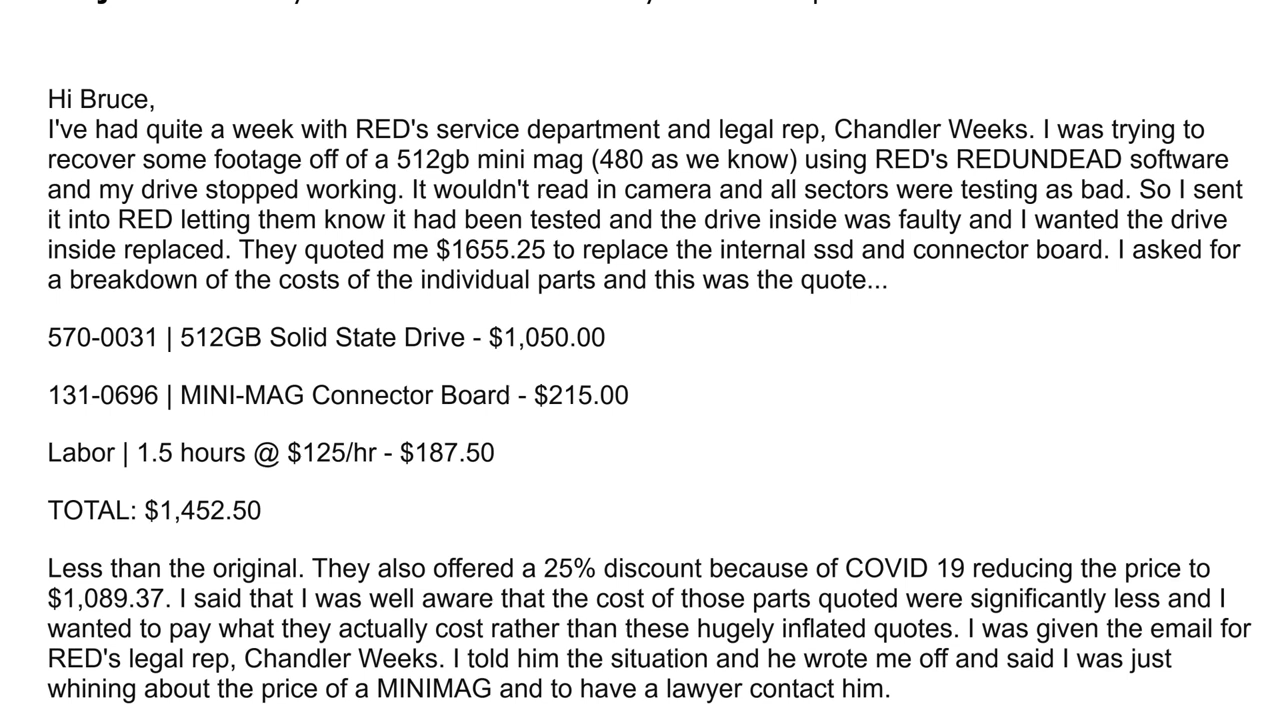 Hi Bruce,
I've had quite a week with RED's service department and legal rep, Chandler Weeks. I was trying to
recover some footage off of a 512gb mini mag (480 as we know) using RED's REDUNDEAD software
and my drive stopped working. It wouldn't read in camera and all sectors were testing as bad. So I sent
it into RED letting them know it had been tested and the drive inside was faulty and I wanted the drive
inside replaced. They quoted me $1655.25 to replace the internal ssd and connector board. I asked for
a breakdown of the costs of the individual parts and this was the quote...
570-0031 | 512GB Solid State Drive - $1,050.00
131-0696 | MINI-MAG Connector Board - $215.00
Labor | 1.5 hours @ $125/hr - $187.50
TOTAL: $1,452.50
Less than the original. They also offered a 25% discount because of COVID 19 reducing the price to
$1,089.37. I said that I was well aware that the cost of those parts quoted were significantly less and I
wanted to pay what they actually cost rather than these hugely inflated quotes. I was given the email for
RED's legal rep, Chandler Weeks. I told him the situation and he wrote me off and said I was just
whining about the price of a MINIMAG and to have a lawyer contact him.